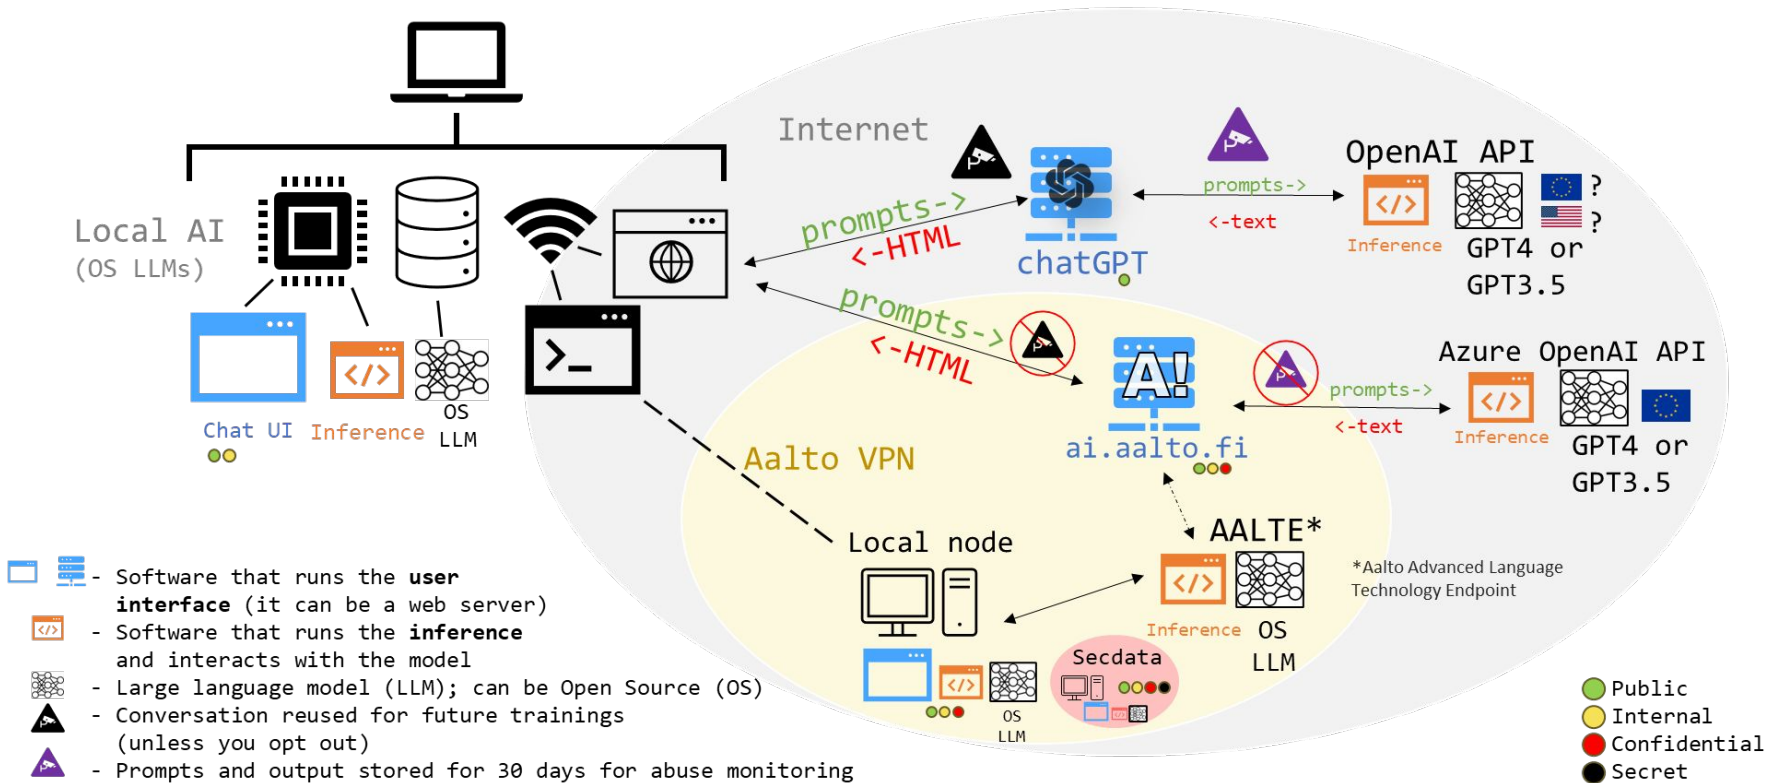 Internet
Local AI
(OS LLMs)
Chat UI
Inference
OS
LLM
prompts->
<-HTML
chatGPT
prompts->
<-text
OpenAI API
</>
Inference
?
?
GPT4 or
GPT3.5
prompts->
<-HTML
A!
ai.aalto.fi
prompts->
<-text
Azure OpenAI API
</>
Inference
GPT4 or
GPT3.5
</>
>_
Aalto VPN
Local node
</>
OS
LLM
AALTE*
</>
Inference
OS
LLM
*Aalto Advanced Language
Technology Endpoint
Secdata
</>
- Software that runs the user
interface (it can be a web server)
</>
- Software that runs the inference
and interacts with the model
- Large language model (LLM); can be Open Source (OS)
- Conversation reused for future trainings
(unless you opt out)
- Prompts and output stored for 30 days for abuse monitoring
Public
Internal
Confidential
Secret